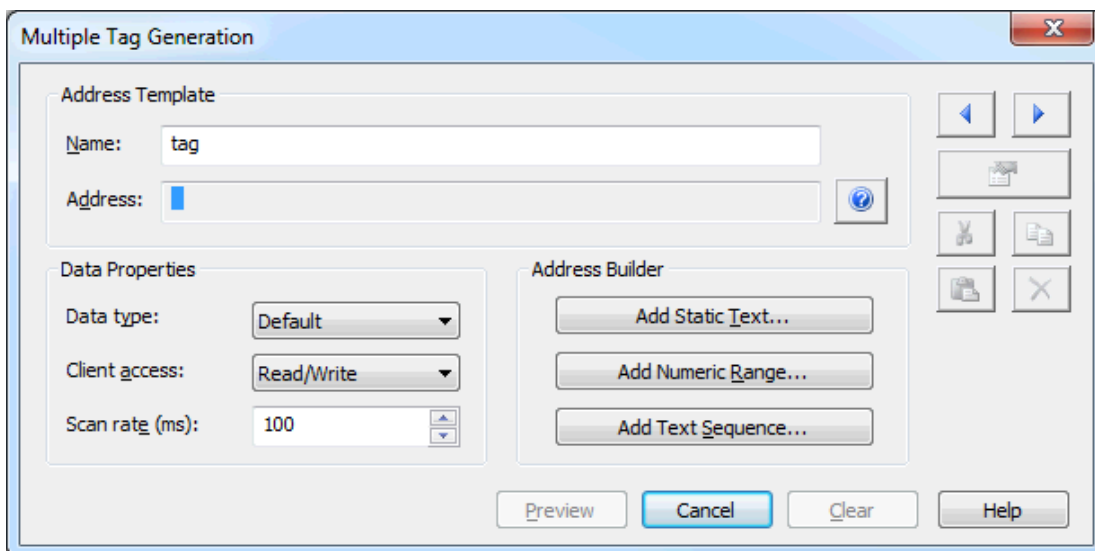 Multiple Tag Generation
Address Template
Name: tag
Address:
Data Properties
Data type: Default
Client access: Read/Write
Scan rate (ms): 100
Address Builder
Add Static Text...
Add Numeric Range...
Add Text Sequence...
Preview Cancel Clear Help